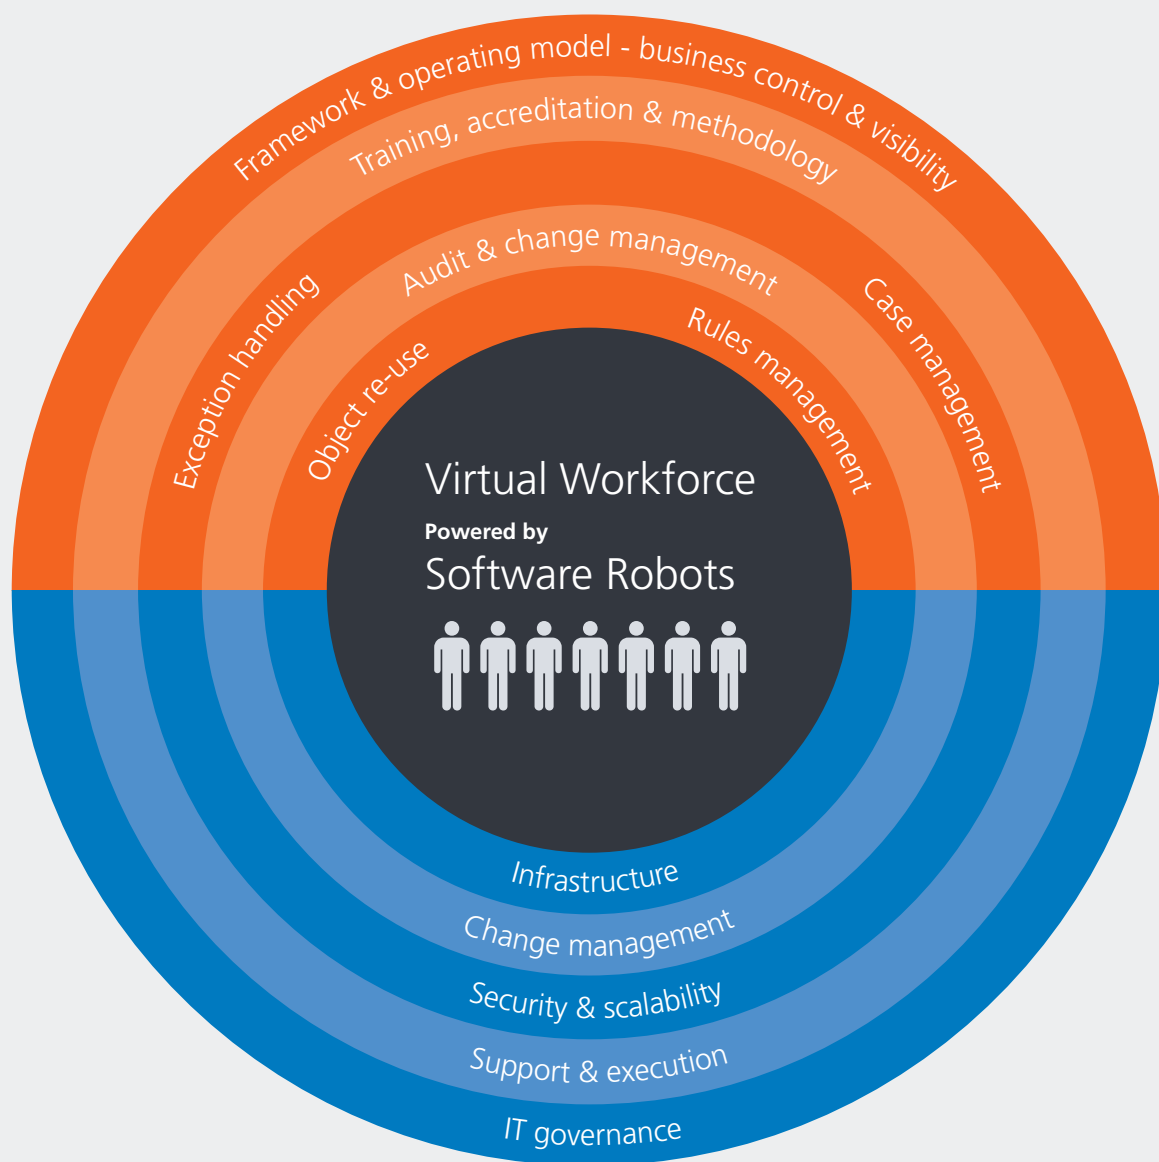 Framework & operating model - business control & visibility
Training, accreditation & methodology
Exception handling
Case management
Audit & change management
Object re-use
Rules management
Virtual Workforce
Powered by
Software Robots
Infrastructure
Change management
Security & scalability
Support & execution
IT governance